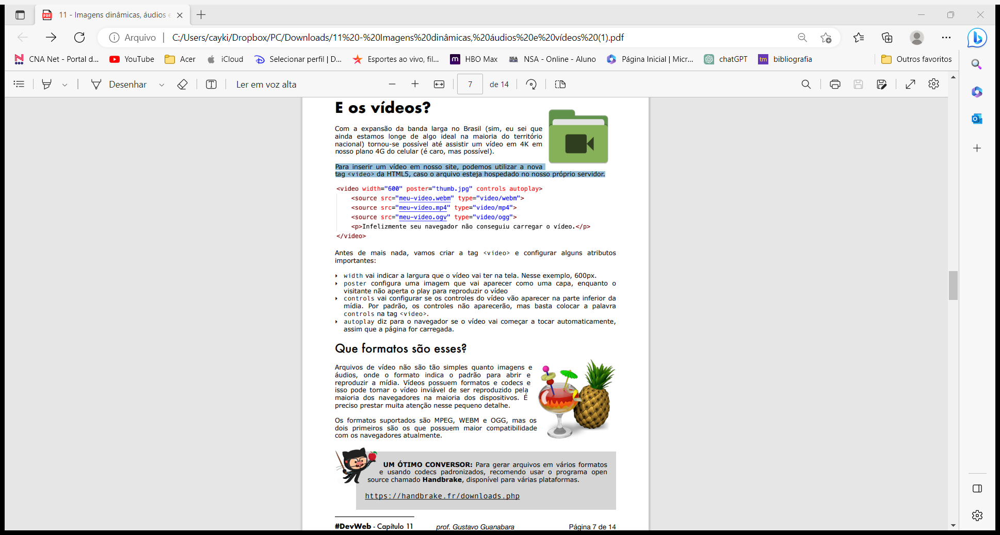 11 - Imagens dinâmicas, áudios e
Arquivo
C:/Users/cayki/Dropbox/PC/Downloads/11%20-%20Imagens%20dinâmicas,%20áudios%20e%20vídeos%20(1).pdf
CNA Net - Portal d...
YouTube
Acer
iCloud
Selecionar perfil | D...
Esportes ao vivo, fil...
HBO Max
NSA - Online - Aluno
Página Inicial | Micr...
chatGPT
bibliografia
Outros favoritos
Desenhar
Ler em voz alta
7
de 14
E os vídeos?
Com a expansão da banda larga no Brasil (sim, eu sei que
ainda estamos longe de algo ideal na maioria do território
nacional) tornou-se possível até assistir um vídeo em 4K em
nosso plano 4G do celular (é caro, mas possível).
Para inserir um vídeo em nosso site, podemos utilizar a nova
tag <video> da HTML5, caso o arquivo esteja hospedado no nosso próprio servidor.
<video width="600" poster="thumb.jpg" controls autoplay>
<source src="meu-video.webm" type="video/webm">
<source src="meu-video.mp4" type="video/mp4">
<source src="meu-video.ogv" type="video/ogg">
<p>Infelizmente seu navegador não conseguiu carregar o vídeo.</p>
</video>
Antes de mais nada, vamos criar a tag <video> e configurar alguns atributos
importantes:
‣ width vai indicar a largura que o vídeo vai ter na tela. Nesse exemplo, 600px.
‣ poster configura uma imagem que vai aparecer como uma capa, enquanto o
visitante não aperta o play para reproduzir o vídeo
‣ controls vai configurar se os controles do vídeo vão aparecer na parte inferior da
mídia. Por padrão, os controles não aparecerão, mas basta colocar a palavra
controls na tag <video>.
‣ autoplay diz para o navegador se o vídeo vai começar a tocar automaticamente,
assim que a página for carregada.
Que formatos são esses?
Arquivos de vídeo não são tão simples quanto imagens e
áudios, onde o formato indica o padrão para abrir e
reproduzir a mídia. Vídeos possuem formatos e codecs e
isso pode tornar o vídeo inviável de ser reproduzido pela
maioria dos navegadores na maioria dos dispositivos. É
preciso prestar muita atenção nesse pequeno detalhe.
Os formatos suportados são MPEG, WEBM e OGG, mas os
dois primeiros são os que possuem maior compatibilidade
com os navegadores atualmente.
UM ÓTIMO CONVERSOR: Para gerar arquivos em vários formatos
e usando codecs padronizados, recomendo usar o programa open
source chamado Handbrake, disponível para várias plataformas.
https://handbrake.fr/downloads.php
#DevWeb - Capítulo 11
prof. Gustavo Guanabara
Página 7 de 14